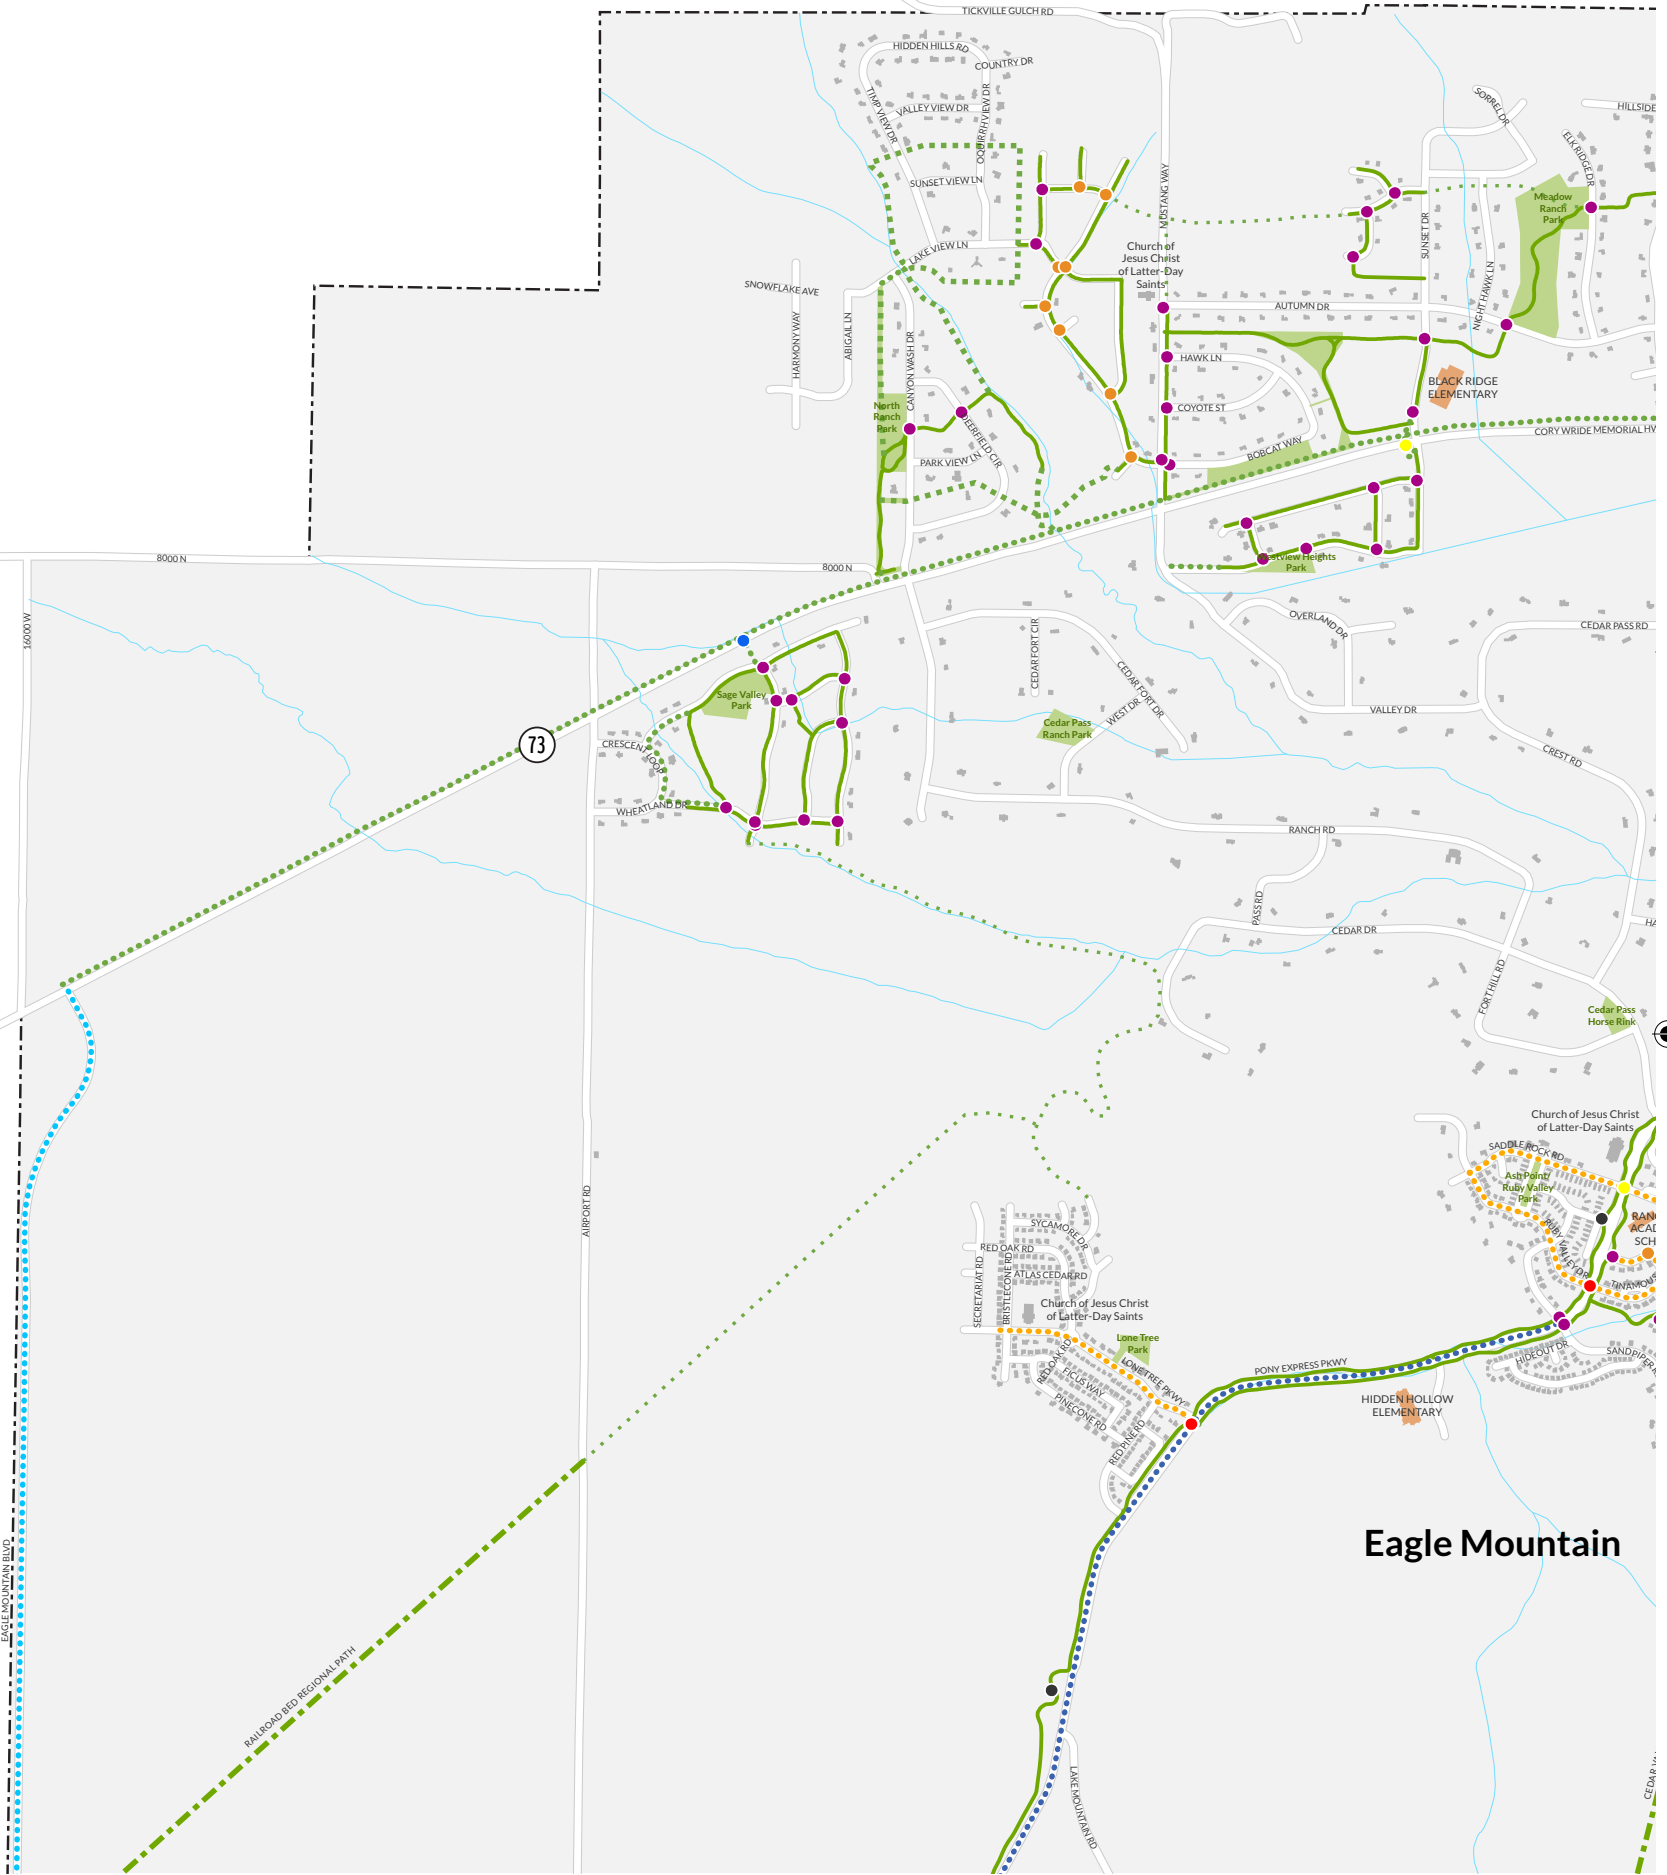 TICKVILLE GULCH RD
HIDDEN HILLS RD
COUNTRY DR
TIMP VIEW DR
VALLEY VIEW DR
OQUIRRH VIEW DR
SUNSET VIEW LN
LAKE VIEW LN
MUSTANG WAY
SORREL DR
HILLSIDE
ELK RIDGE DR
Meadow
Ranch
Park
SUNSET DR
NIGHT HAWK LN
Church of
Jesus Christ
of Latter-Day
Saints
SNOWFLAKE AVE
HARMONY WAY
ABIGAIL LN
CANYON WASH DR
AUTUMN DR
HAWK LN
COYOTE ST
BOBCAT WAY
BLACK RIDGE
ELEMENTARY
CORY WRIDE MEMORIAL HW
North
Ranch
Park
DEERFIELD CIR
PARK VIEW LN
Park
8000 N
8000 N
16000 W
OVERLAND DR
CEDAR PASS RD
CEDAR FORT CIR
CEDAR FORT DR
WEST DR
Cedar Pass
Ranch Park
VALLEY DR
CREST RD
Sage Valley
Park
73
CRESCENT LOOP
WHEATLAND DR
RANCH RD
PASS RD
CEDAR DR
HA
FORT HILL RD
Cedar Pass
Horse Rink
Church of Jesus Christ
of Latter-Day Saints
SADDLE ROCK RD
Ash Point/
Ruby Valley
Park
RUBY VALLEY DR
RANC
ACAD
SCH
TINAMOUS
AIRPORT RD
SYCAMORE DR
RED OAK RD
ATLAS CEDAR RD
SECRETARIAT RD
BRISTLECONE RD
Church of Jesus Christ
of Latter-Day Saints
Lone Tree
Park
RED OAK RD
LONE TREE PKWY
FICUS WAY
PINECONE RD
RED PINE RD
PONY EXPRESS PKWY
HIDEOUT DR
SANDPIPER
HIDDEN HOLLOW
ELEMENTARY
Eagle Mountain
EAGLE MOUNTAIN BLVD
RAILROAD BED REGIONAL PATH
LAKE MOUNTAIN RD